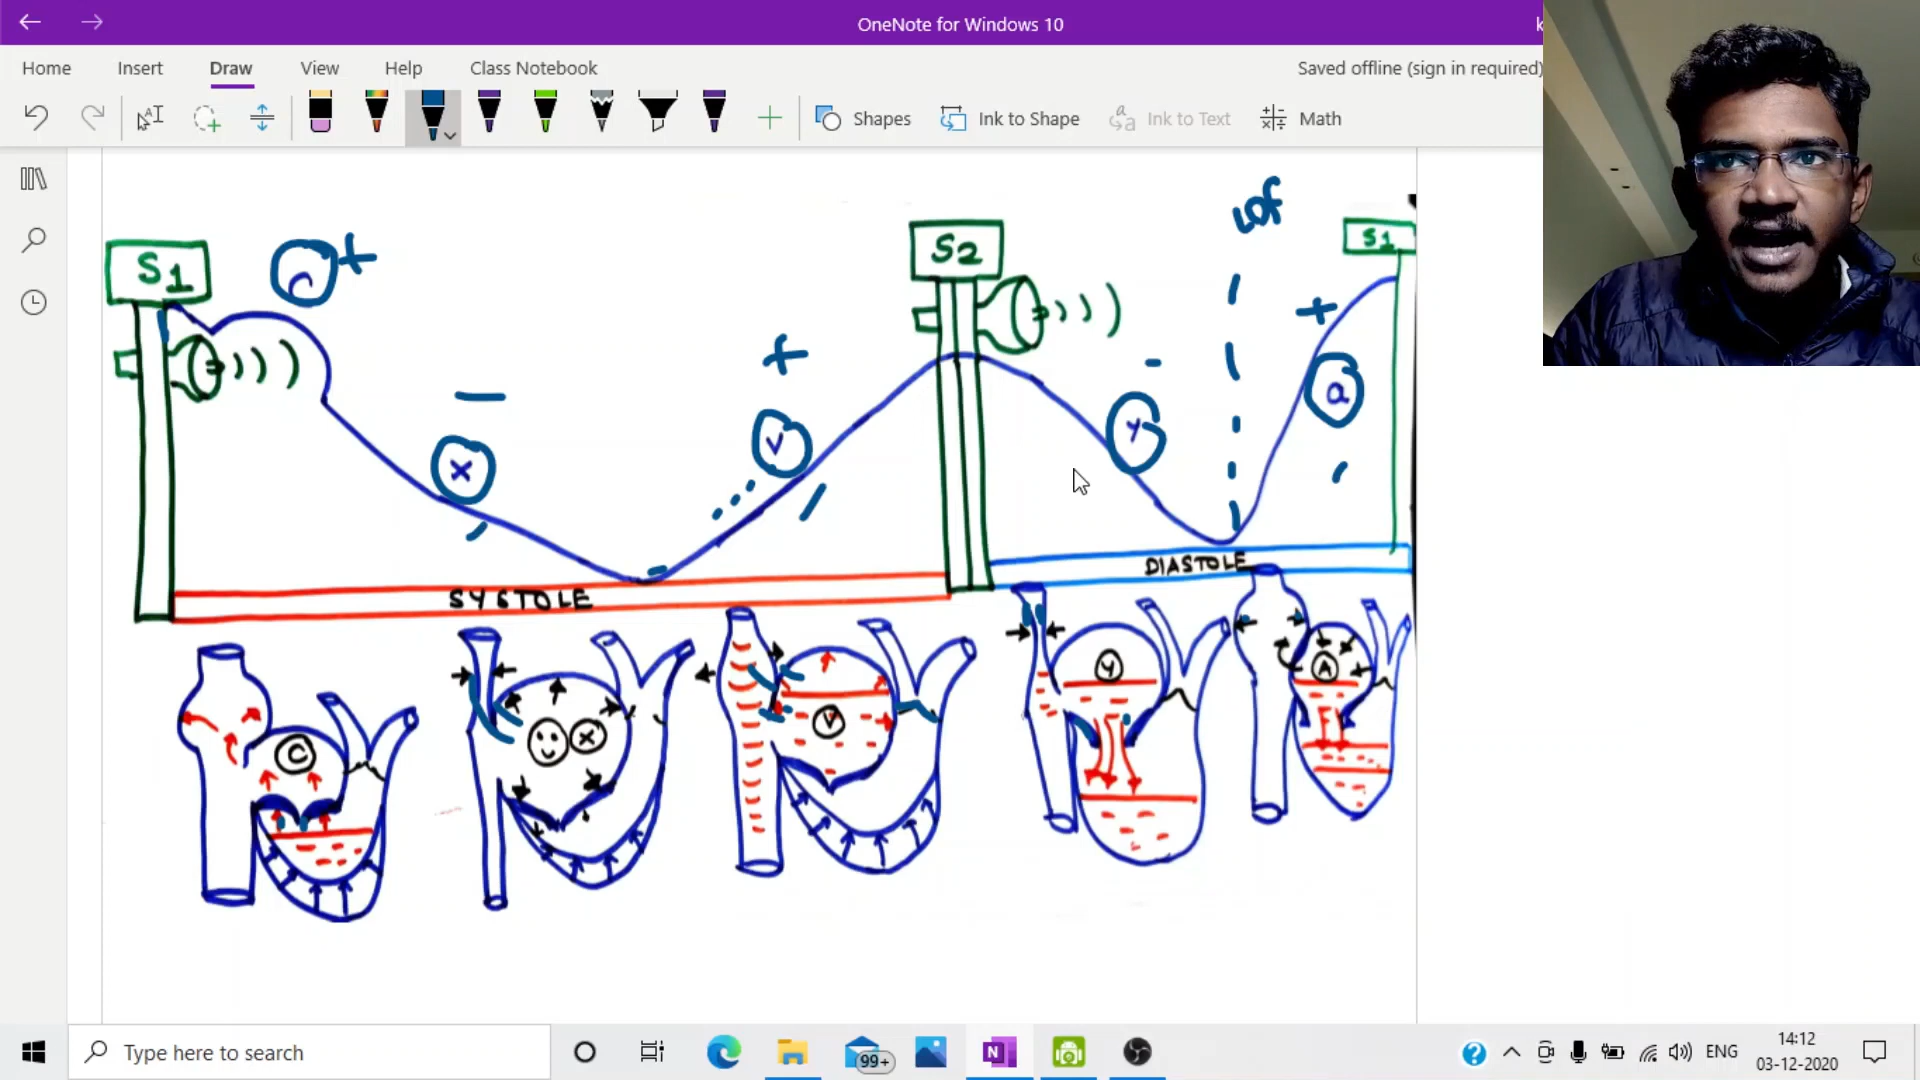 OneNote for Windows 10
Home Insert Draw View Help Class Notebook
Saved offline (sign in required)
Shapes Ink to Shape Ink to Text Math
S1
c +
S2
S1
+
+
-
-
x
v
y
a
SYSTOLE
DIASTOLE
C
X
V
Y
A
Type here to search
99+
N
ENG
14:12
03-12-2020